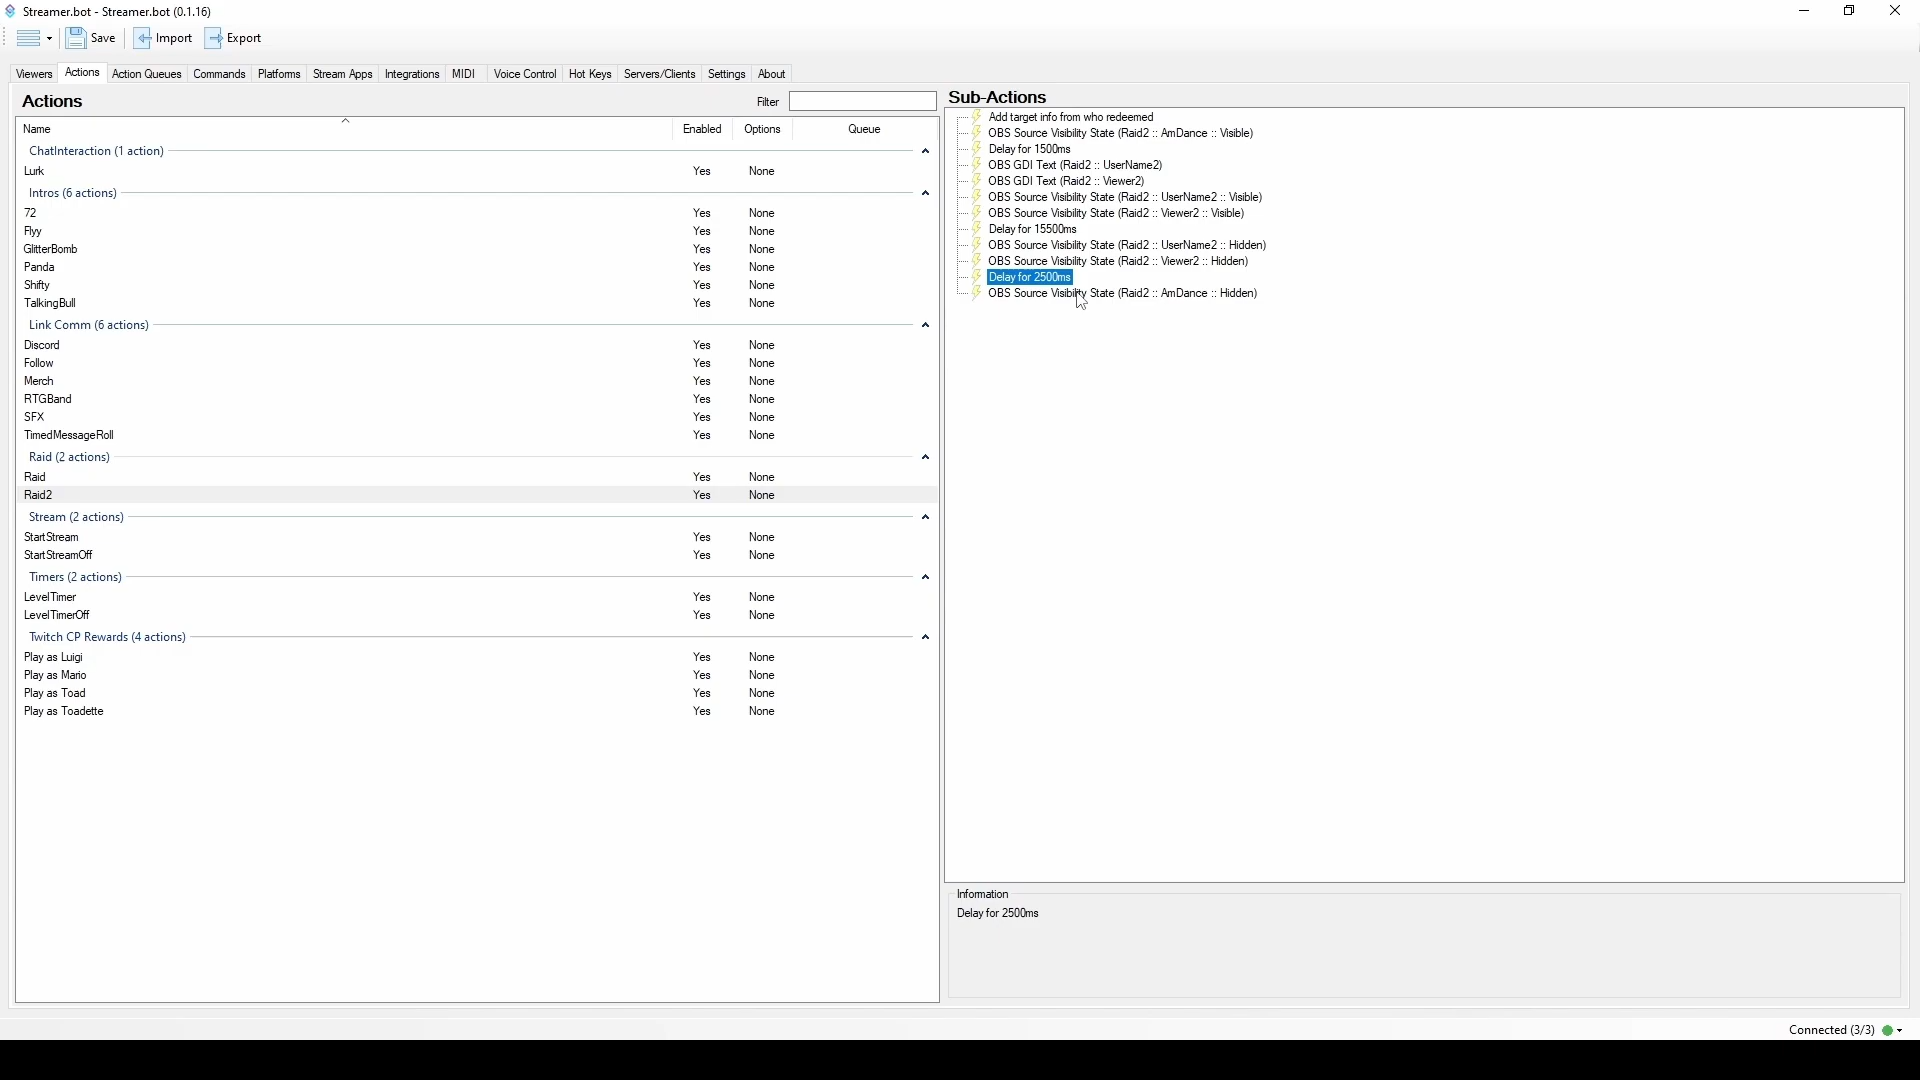 Streamer.bot - Streamer.bot (0.1.16)
Save Import Export
Viewers Actions Action Queues Commands Platforms Stream Apps Integrations MIDI Voice Control Hot Keys Servers/Clients Settings About
Actions Filter
Name Enabled Options Queue
ChatInteraction (1 action)
Lurk Yes None
Intros (6 actions)
72 Yes None
Flyy Yes None
GlitterBomb Yes None
Panda Yes None
Shifty Yes None
TalkingBull Yes None
Link Comm (6 actions)
Discord Yes None
Follow Yes None
Merch Yes None
RTGBand Yes None
SFX Yes None
TimedMessageRoll Yes None
Raid (2 actions)
Raid Yes None
Raid2 Yes None
Stream (2 actions)
StartStream Yes None
StartStreamOff Yes None
Timers (2 actions)
LevelTimer Yes None
LevelTimerOff Yes None
Twitch CP Rewards (4 actions)
Play as Luigi Yes None
Play as Mario Yes None
Play as Toad Yes None
Play as Toadette Yes None
Sub-Actions
Add target info from who redeemed
OBS Source Visibility State (Raid2 :: AmDance :: Visible)
Delay for 1500ms
OBS GDI Text (Raid2 :: UserName2)
OBS GDI Text (Raid2 :: Viewer2)
OBS Source Visibility State (Raid2 :: UserName2 :: Visible)
OBS Source Visibility State (Raid2 :: Viewer2 :: Visible)
Delay for 15500ms
OBS Source Visibility State (Raid2 :: UserName2 :: Hidden)
OBS Source Visibility State (Raid2 :: Viewer2 :: Hidden)
Delay for 2500ms
OBS Source Visibility State (Raid2 :: AmDance :: Hidden)
Information
Delay for 2500ms
Connected (3/3)